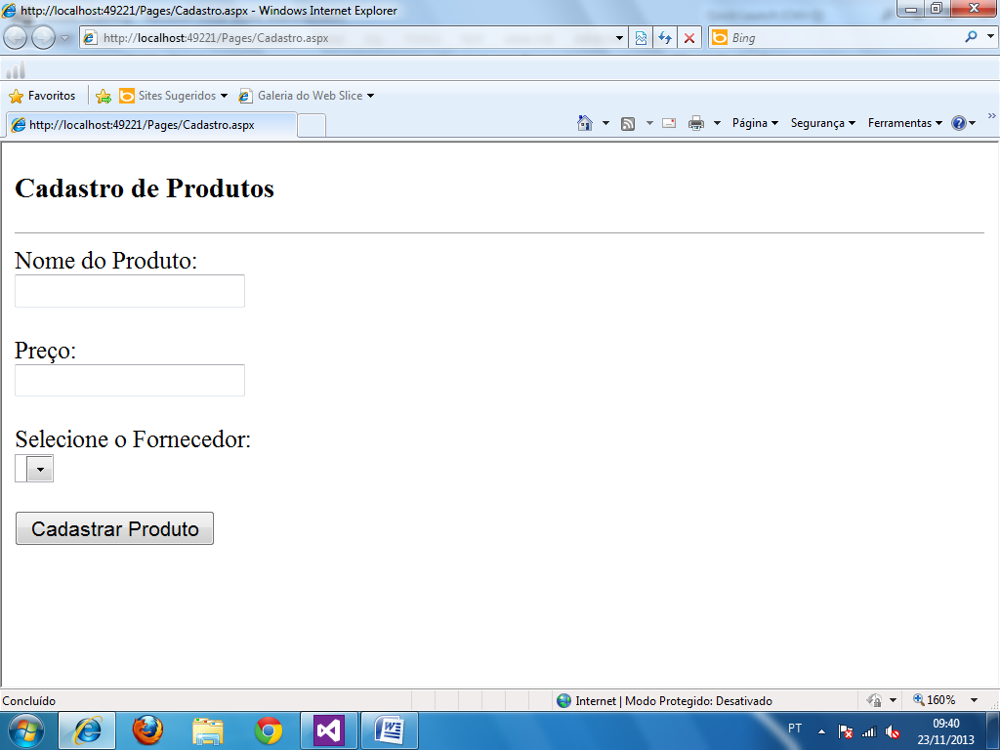 http://localhost:49221/Pages/Cadastro.aspx - Windows Internet Explorer
http://localhost:49221/Pages/Cadastro.aspx
Bing
Favoritos
Sites Sugeridos
Galeria do Web Slice
http://localhost:49221/Pages/Cadastro.aspx
Página
Segurança
Ferramentas
Cadastro de Produtos
Nome do Produto:
Preço:
Selecione o Fornecedor:
Cadastrar Produto
Concluído
Internet | Modo Protegido: Desativado
160%
PT
09:40
23/11/2013